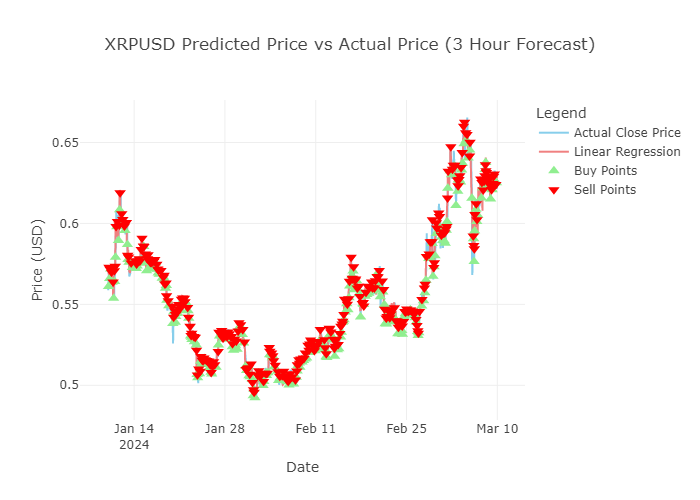 XRPUSD Predicted Price vs Actual Price (3 Hour Forecast)
Legend
Actual Close Price
Linear Regression
Buy Points
Sell Points
Price (USD)
0.65
0.6
0.55
0.5
Jan 14
2024
Jan 28
Feb 11
Feb 25
Mar 10
Date